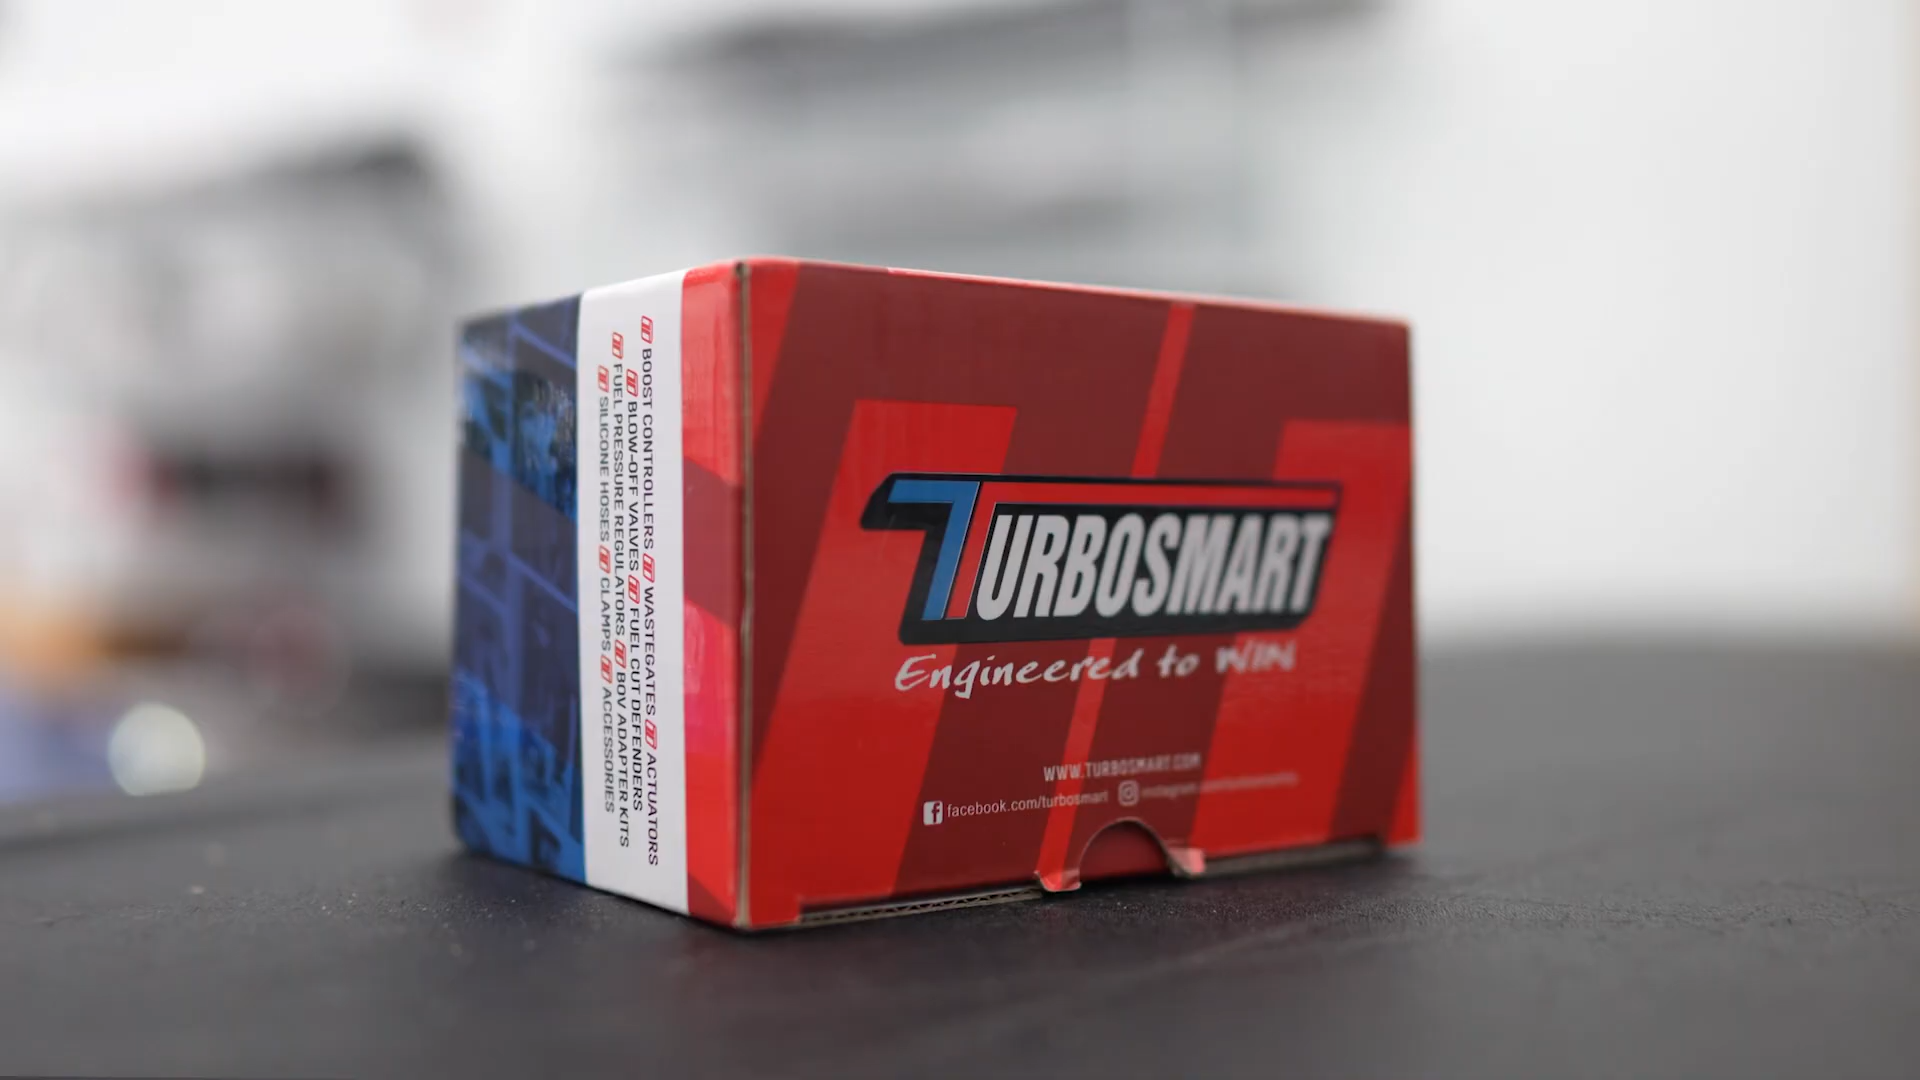 BOOST CONTROLLERS WASTEGATES ACTUATORS
BLOW-OFF VALVES FUEL CUT DEFENDERS
FUEL PRESSURE REGULATORS BOV ADAPTER KITS
SILICONE HOSES CLAMPS ACCESSORIES
TURBOSMART
Engineered to WIN
WWW.TURBOSMART.COM
facebook.com/turbosmart